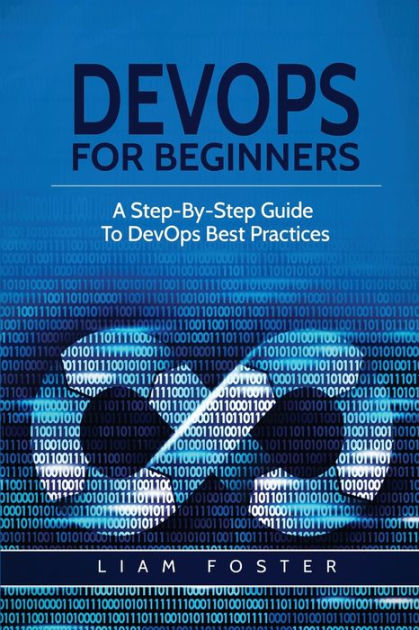 DEVOPS
FOR BEGINNERS
A Step-By-Step Guide
To DevOps Best Practices
LIAM FOSTER